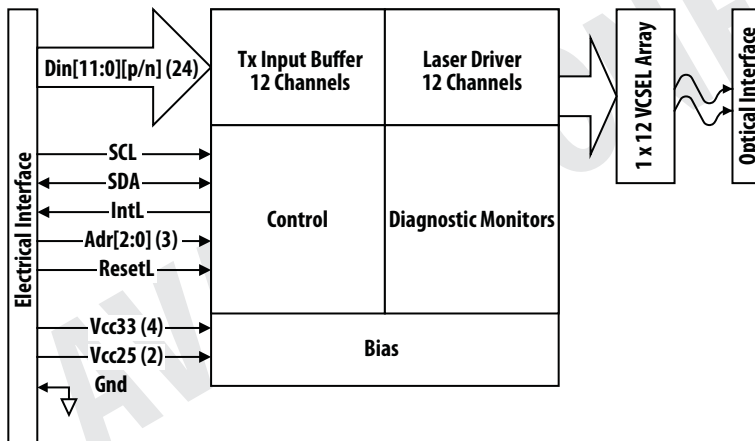 Electrical Interface
Din[11:0][p/n] (24)
SCL
SDA
IntL
Adr[2:0] (3)
ResetL
Vcc33 (4)
Vcc25 (2)
Gnd
Tx Input Buffer
12 Channels
Laser Driver
12 Channels
Control
Diagnostic Monitors
Bias
1 x 12 VCSEL Array
Optical Interface